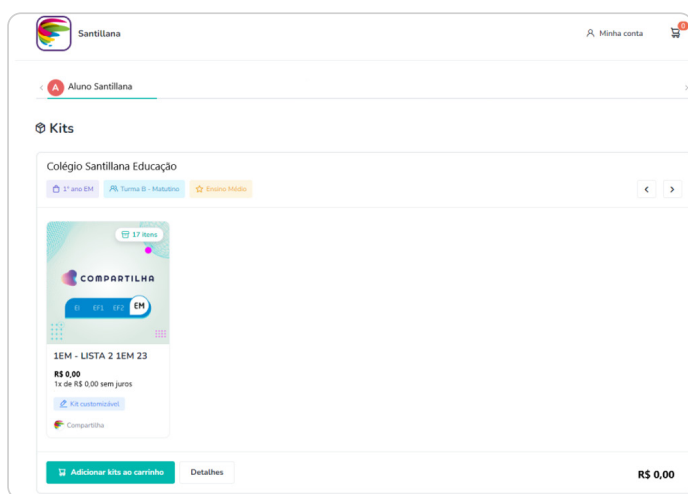 Santillana
Minha conta
0
A Aluno Santillana
Kits
Colégio Santillana Educação
1º ano EM
Turma B - Matutino
Ensino Médio
17 itens
COMPARTILHA
EI EF1 EF2 EM
1EM - LISTA 2 1EM 23
R$ 0,00
1x de R$ 0,00 sem juros
Kit customizável
Compartilha
Adicionar kits ao carrinho
Detalhes
R$ 0,00